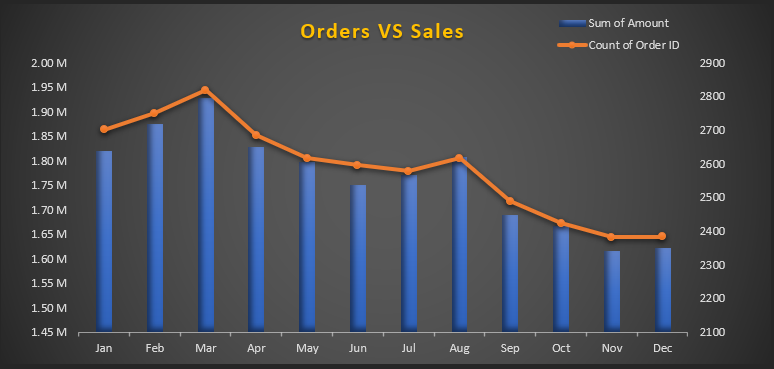 Orders VS Sales
Sum of Amount
Count of Order ID
2.00 M
1.95 M
1.90 M
1.85 M
1.80 M
1.75 M
1.70 M
1.65 M
1.60 M
1.55 M
1.50 M
1.45 M
2900
2800
2700
2600
2500
2400
2300
2200
2100
Jan Feb Mar Apr May Jun Jul Aug Sep Oct Nov Dec